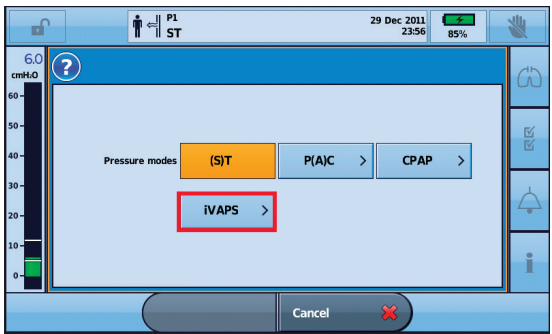 P1
ST
29 Dec 2011
23:56
85%
6.0
cmH₂O
?
60
50
40
30
20
10
0
Pressure modes
(S)T
P(A)C >
CPAP >
iVAPS >
Cancel
i